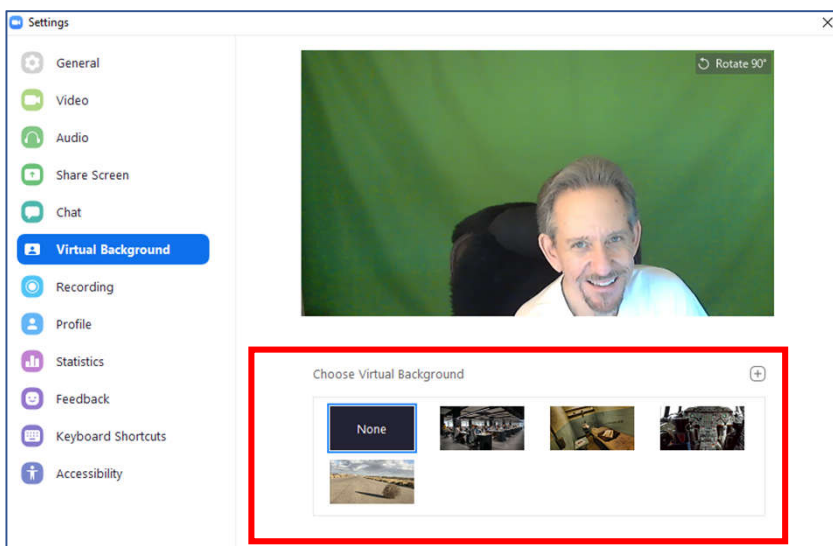 Settings
General
Video
Audio
Share Screen
Chat
Virtual Background
Recording
Profile
Statistics
Feedback
Keyboard Shortcuts
Accessibility
Rotate 90°
Choose Virtual Background
None